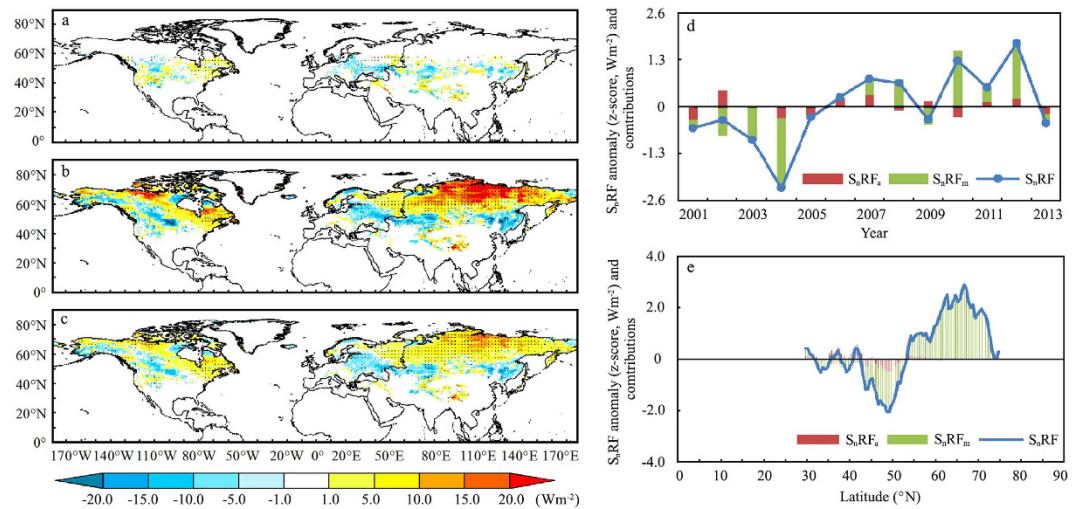 a
80°N
60°N
40°N
20°N
0°
b
80°N
60°N
40°N
20°N
0°
c
80°N
60°N
40°N
20°N
0°
170°W 140°W 110°W 80°W 50°W 20°W 0°E 20°E 50°E 80°E 110°E 140°E 170°E
-20.0 -15.0 -10.0 -5.0 -1.0 1.0 5.0 10.0 15.0 20.0 (Wm-2)
d
SnRF anomaly (z-score, Wm-2) and
comtributions
2.6
1.3
0
-1.3
-2.6
SnRFa SnRFm SnRF
2001 2003 2005 2007 2009 2011 2013
Year
e
SnRF anomaly (z-score, Wm-2) and
contributions
4.0
2.0
0
-2.0
-4.0
SnRFa SnRFm SnRF
0 10 20 30 40 50 60 70 80 90
Latitude (°N)